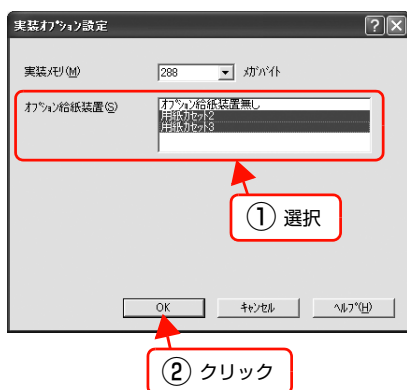 実装ｵﾌﾟｼｮﾝ設定
実装ﾒﾓﾘ(M) 288 ﾒｶﾞﾊﾞｲﾄ
ｵﾌﾟｼｮﾝ給紙装置(S) ｵﾌﾟｼｮﾝ給紙装置無し
用紙ｶｾｯﾄ2
用紙ｶｾｯﾄ3
① 選択
OK ｷｬﾝｾﾙ ﾍﾙﾌﾟ(H)
② クリック